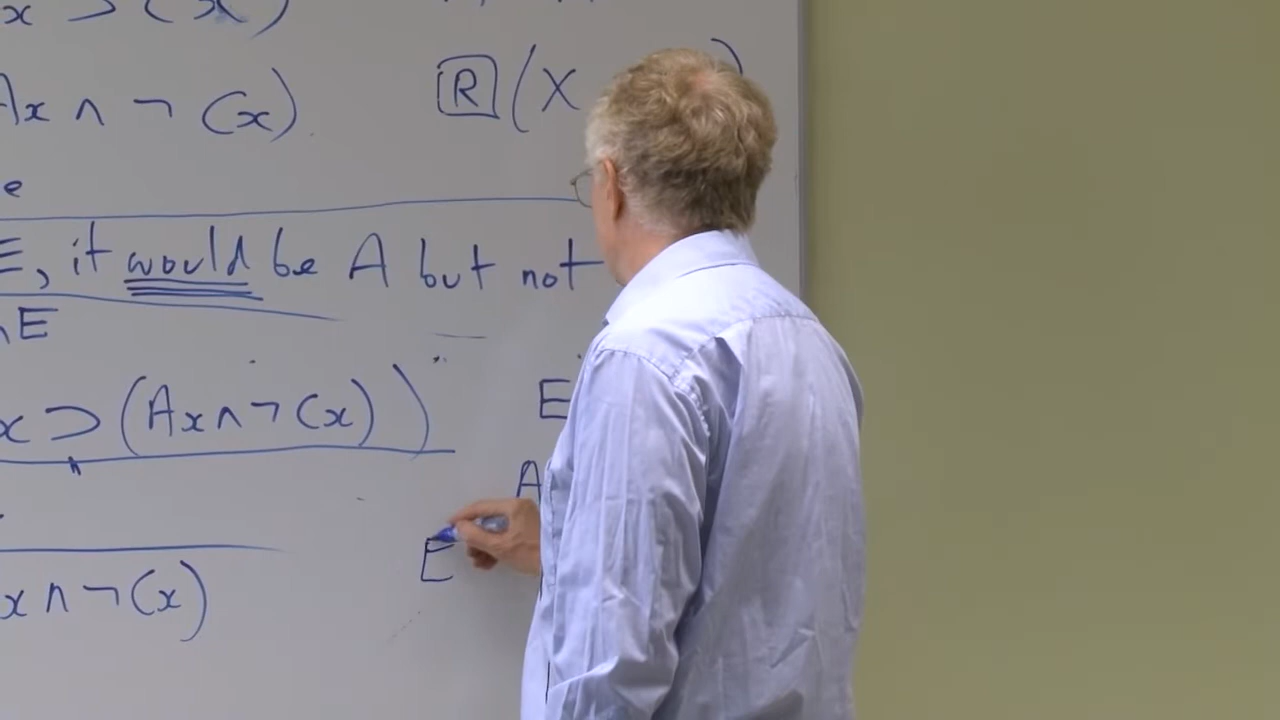 x ⊃ (x)
Ax ∧ ¬ (x)
R (X )
e
E, it would be A but not
∧E
x ⊃ (Ax ∧ ¬ (x))
E
A
E
x ∧ ¬ (x)